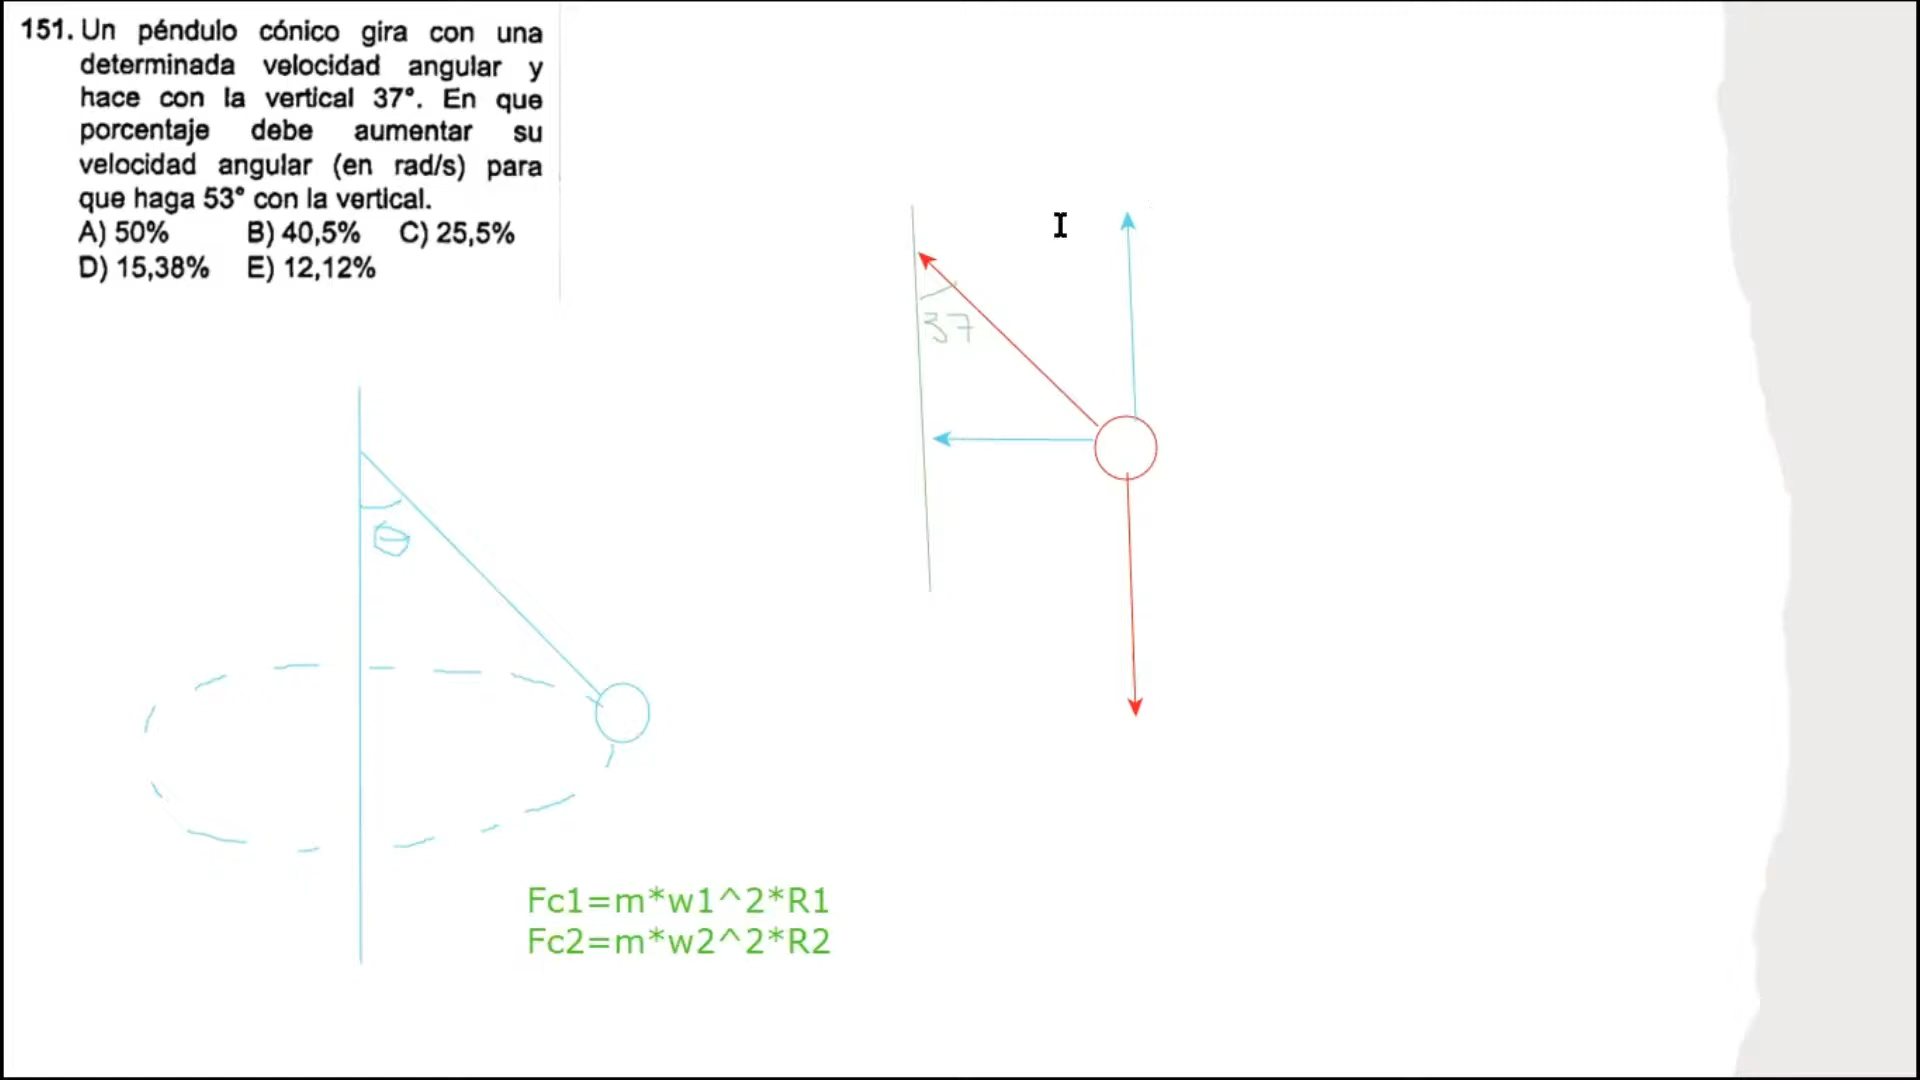 151. Un péndulo cónico gira con una
determinada velocidad angular y
hace con la vertical 37°. En que
porcentaje debe aumentar su
velocidad angular (en rad/s) para
que haga 53° con la vertical.
A) 50% B) 40,5% C) 25,5%
D) 15,38% E) 12,12%
37
θ
Fc1=m*w1^2*R1
Fc2=m*w2^2*R2